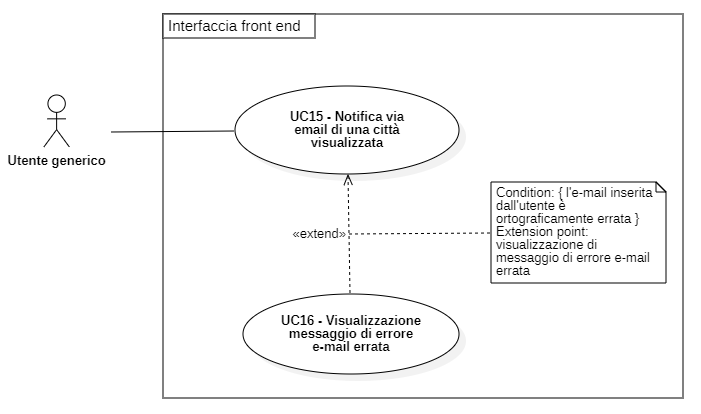 Interfaccia front end
UC15 - Notifica via
email di una città
visualizzata
Utente generico
Condition: { l'e-mail inserita
dall'utente è
ortograficamente errata }
Extension point:
visualizzazione di
messaggio di errore e-mail
errata
«extend»
UC16 - Visualizzazione
messaggio di errore
e-mail errata